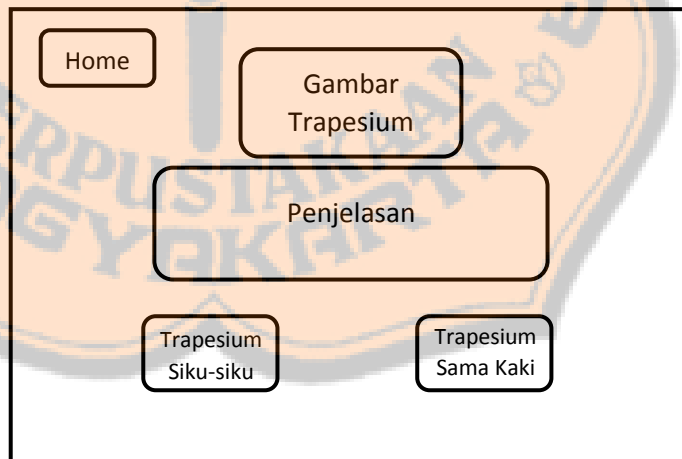 Home
Gambar
Trapesium
Penjelasan
Trapesium
Siku-siku
Trapesium
Sama Kaki